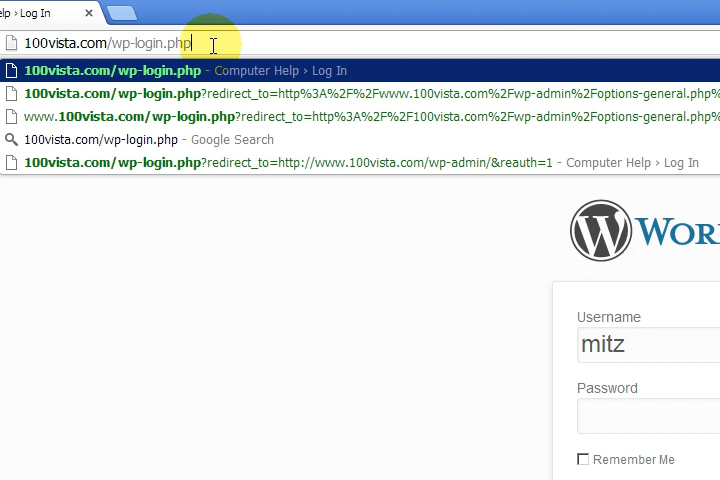 elp › Log In
100vista.com/wp-login.php
100vista.com/wp-login.php - Computer Help › Log In
100vista.com/wp-login.php?redirect_to=http%3A%2F%2Fwww.100vista.com%2Fwp-admin%2Foptions-general.php%
www.100vista.com/wp-login.php?redirect_to=http%3A%2F%2F100vista.com%2Fwp-admin%2Foptions-general.php%
100vista.com/wp-login.php - Google Search
100vista.com/wp-login.php?redirect_to=http://www.100vista.com/wp-admin/&reauth=1 - Computer Help › Log In
WOR
Username
mitz
Password
Remember Me